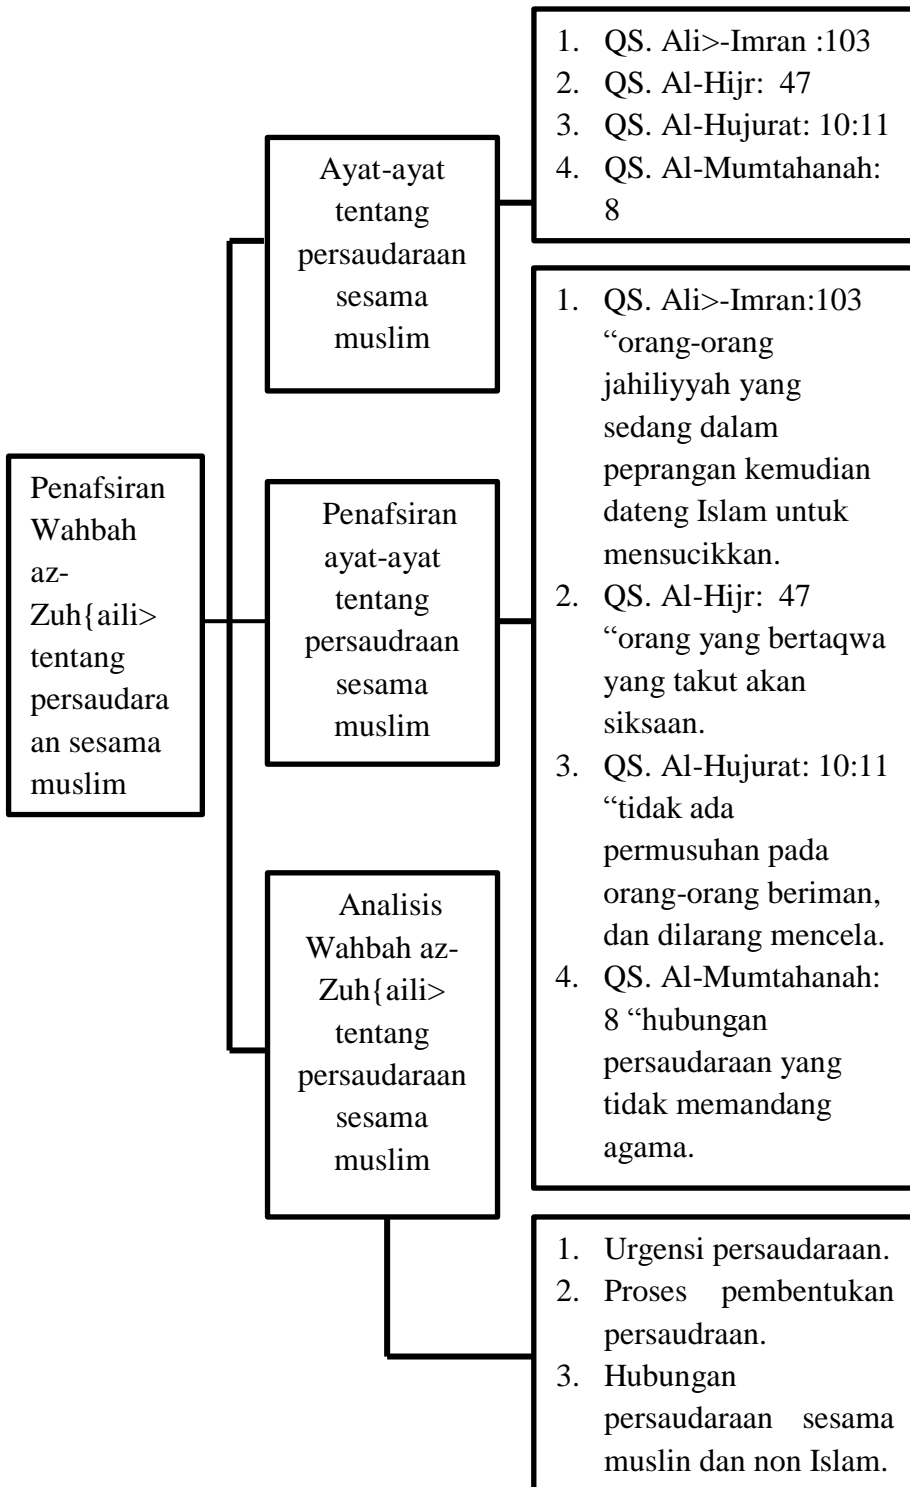 Penafsiran
Wahbah
az-
Zuh{aili>
tentang
persaudara
an sesama
muslim
Ayat-ayat
tentang
persaudaraan
sesama
muslim
1. QS. Ali>-Imran :103
2. QS. Al-Hijr: 47
3. QS. Al-Hujurat: 10:11
4. QS. Al-Mumtahanah:
8
Penafsiran
ayat-ayat
tentang
persaudraan
sesama
muslim
1. QS. Ali>-Imran:103
“orang-orang
jahiliyyah yang
sedang dalam
peprangan kemudian
dateng Islam untuk
mensucikkan.
2. QS. Al-Hijr: 47
“orang yang bertaqwa
yang takut akan
siksaan.
3. QS. Al-Hujurat: 10:11
“tidak ada
permusuhan pada
orang-orang beriman,
dan dilarang mencela.
4. QS. Al-Mumtahanah:
8 “hubungan
persaudaraan yang
tidak memandang
agama.
Analisis
Wahbah az-
Zuh{aili>
tentang
persaudaraan
sesama
muslim
1. Urgensi persaudaraan.
2. Proses pembentukan
persaudraan.
3. Hubungan
persaudaraan sesama
muslin dan non Islam.